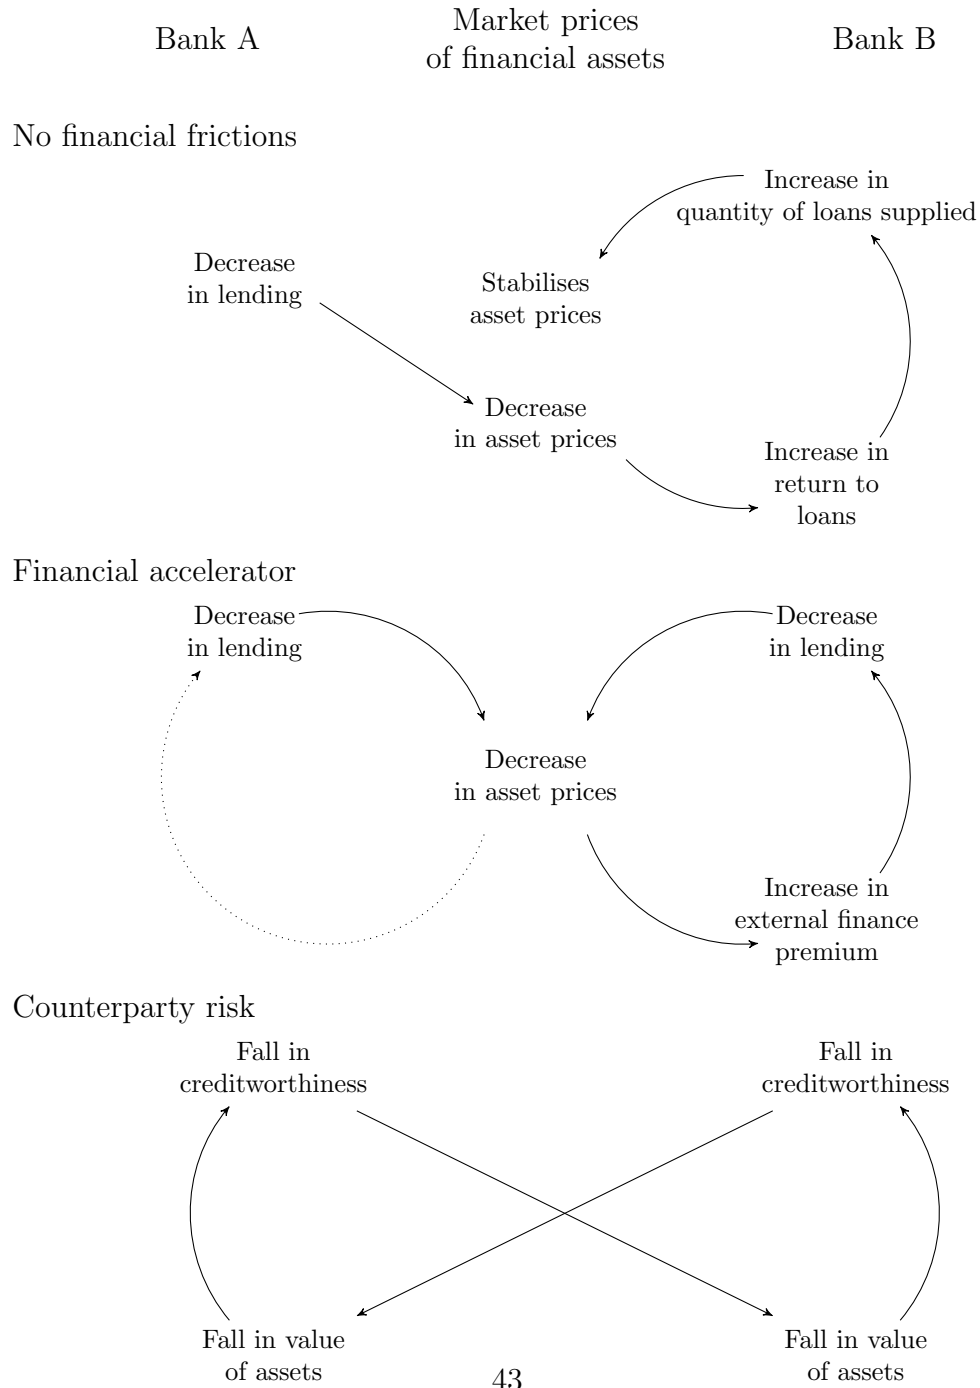 Bank A
Market prices
of financial assets
Bank B
No financial frictions
Increase in
quantity of loans supplied
Decrease
in lending
Stabilises
asset prices
Decrease
in asset prices
Increase in
return to
loans
Financial accelerator
Decrease
in lending
Decrease
in lending
Decrease
in asset prices
Increase in
external finance
premium
Counterparty risk
Fall in
creditworthiness
Fall in
creditworthiness
Fall in value
of assets
Fall in value
of assets
43